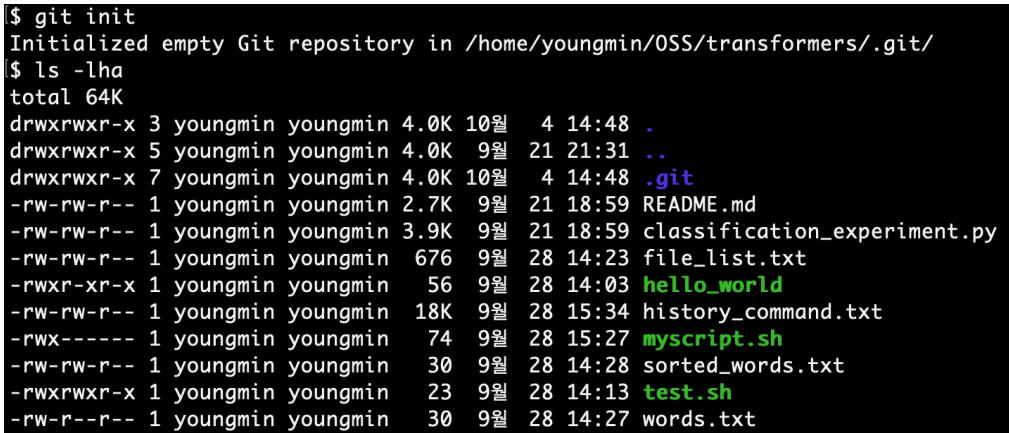 $ git init
Initialized empty Git repository in /home/youngmin/OSS/transformers/.git/
$ ls -lha
total 64K
drwxrwxr-x 3 youngmin youngmin 4.0K 10월  4 14:48 .
drwxrwxr-x 5 youngmin youngmin 4.0K  9월 21 21:31 ..
drwxrwxr-x 7 youngmin youngmin 4.0K 10월  4 14:48 .git
-rw-rw-r-- 1 youngmin youngmin 2.7K  9월 21 18:59 README.md
-rw-rw-r-- 1 youngmin youngmin 3.9K  9월 21 18:59 classification_experiment.py
-rw-rw-r-- 1 youngmin youngmin  676  9월 28 14:23 file_list.txt
-rwxr-xr-x 1 youngmin youngmin   56  9월 28 14:03 hello_world
-rw-rw-r-- 1 youngmin youngmin  18K  9월 28 15:34 history_command.txt
-rwx------ 1 youngmin youngmin   74  9월 28 15:27 myscript.sh
-rw-rw-r-- 1 youngmin youngmin   30  9월 28 14:28 sorted_words.txt
-rwxrwxr-x 1 youngmin youngmin   23  9월 28 14:13 test.sh
-rw-r--r-- 1 youngmin youngmin   30  9월 28 14:27 words.txt